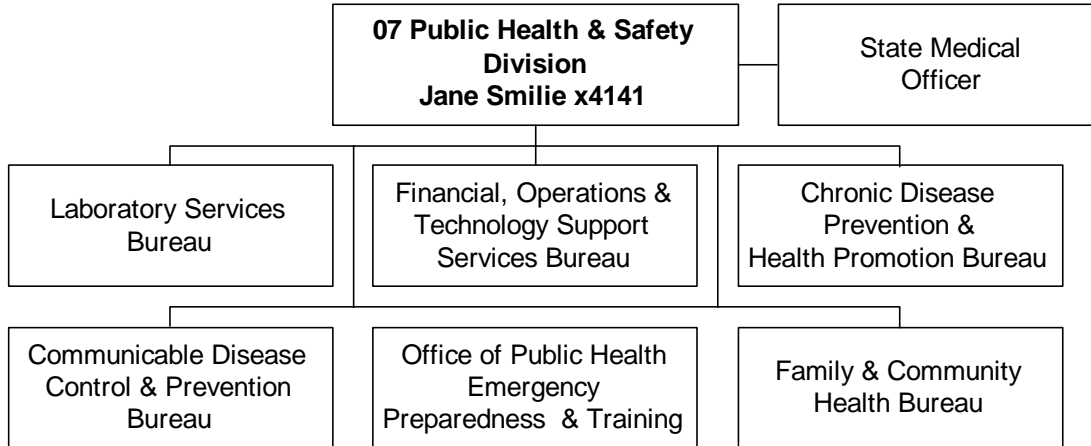 07 Public Health & Safety
Division
Jane Smilie x4141
State Medical
Officer
Laboratory Services
Bureau
Financial, Operations &
Technology Support
Services Bureau
Chronic Disease
Prevention &
Health Promotion Bureau
Communicable Disease
Control & Prevention
Bureau
Office of Public Health
Emergency
Preparedness & Training
Family & Community
Health Bureau